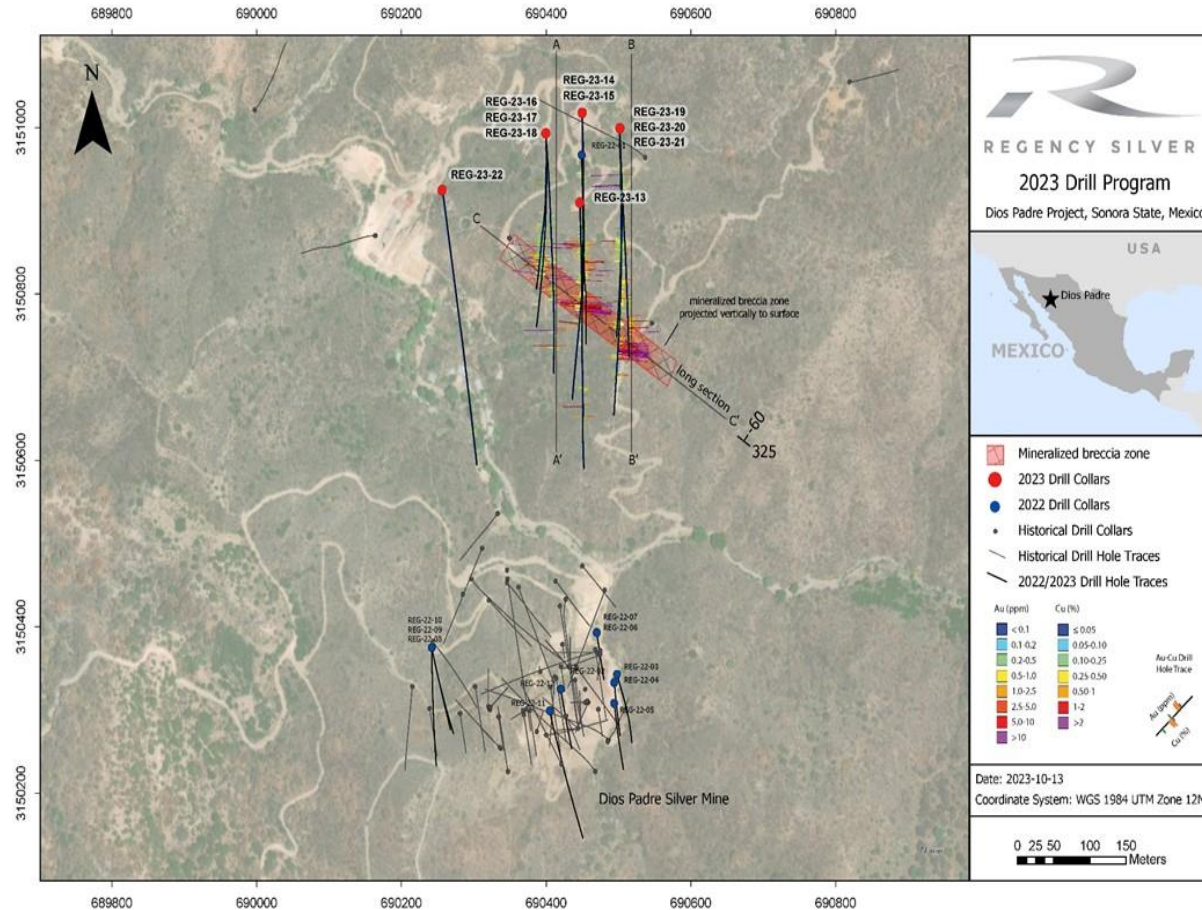 689800
690000
690200
690400
690600
690800
3151000
3150800
3150600
3150400
3150200
N
A
B
REG-23-14
REG-23-15
REG-23-16
REG-23-17
REG-23-18
REG-23-19
REG-23-20
REG-23-21
REG-23-22
REG-23-13
C
mineralized breccia zone
projected vertically to surface
long section
C'
-60
325
A'
B'
REG-22-10
REG-22-09
REG-22-07
REG-22-06
REG-22-03
REG-22-04
REG-22-05
REG-22-11
Dios Padre Silver Mine
689800
690000
690200
690400
690600
690800
REGENCY SILVER
2023 Drill Program
Dios Padre Project, Sonora State, Mexico
USA
Dios Padre
MEXICO
Mineralized breccia zone
2023 Drill Collars
2022 Drill Collars
Historical Drill Collars
Historical Drill Hole Traces
2022/2023 Drill Hole Traces
Au (ppm)
< 0.1
0.1-0.2
0.2-0.5
0.5-1.0
1.0-2.5
2.5-5.0
5.0-10
>10
Cu (%)
≤ 0.05
0.05-0.10
0.10-0.25
0.25-0.50
0.50-1
1-2
>2
Au-Cu Drill
Hole Trace
Au (ppm)
Cu (%)
Date: 2023-10-13
Coordinate System: WGS 1984 UTM Zone 12N
0 25 50 100 150
Meters